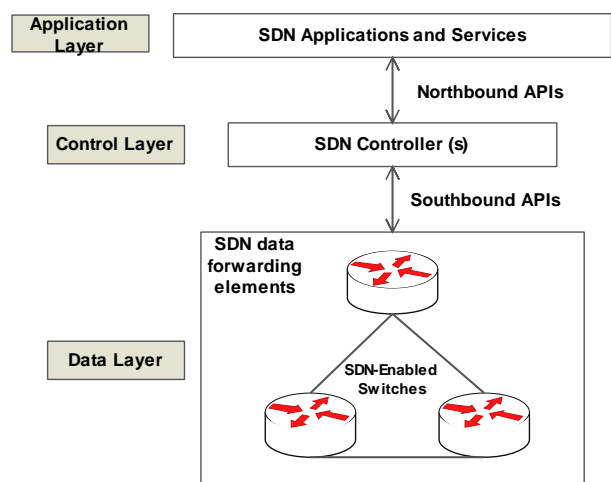 Application
Layer
SDN Applications and Services
Northbound APIs
Control Layer
SDN Controller (s)
Southbound APIs
SDN data
forwarding
elements
Data Layer
SDN-Enabled
Switches